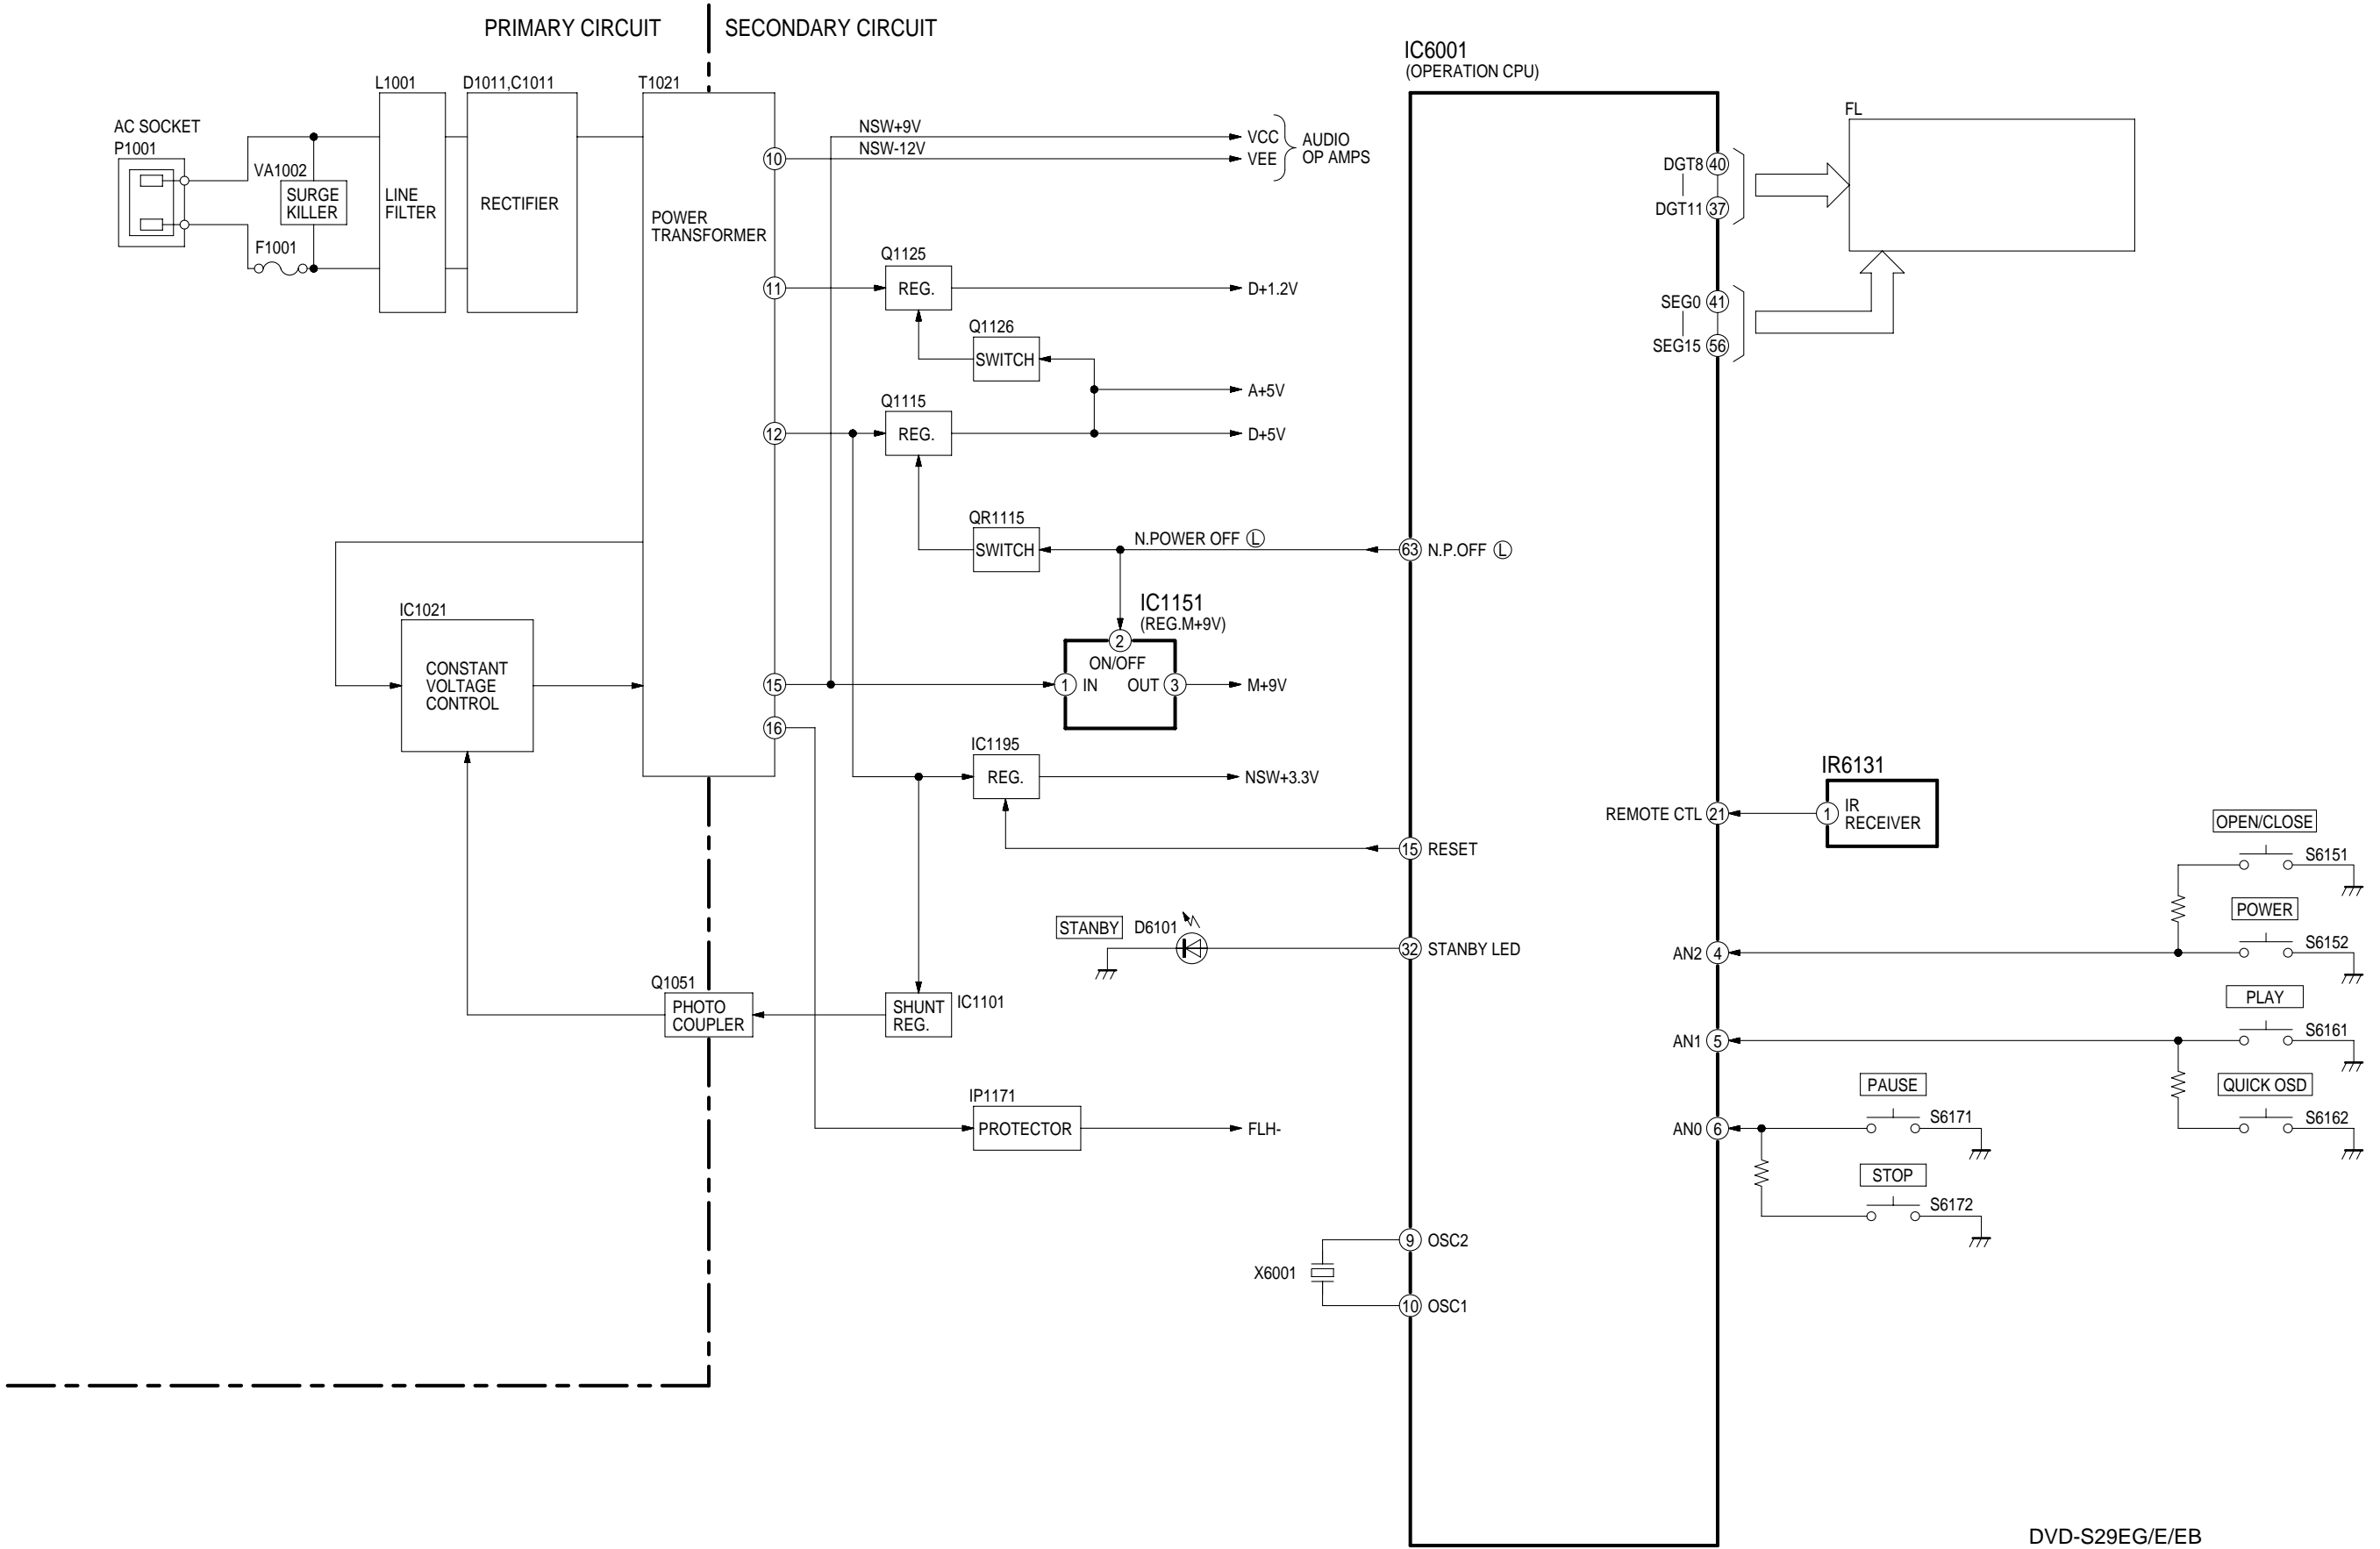 PRIMARY CIRCUIT
SECONDARY CIRCUIT
IC6001
(OPERATION CPU)
L1001
D1011,C1011
T1021
AC SOCKET
P1001
VA1002
SURGE
KILLER
F1001
LINE
FILTER
RECTIFIER
POWER
TRANSFORMER
NSW+9V
NSW-12V
VCC
VEE
AUDIO
OP AMPS
10
11
12
15
16
Q1125
REG.
D+1.2V
Q1126
SWITCH
A+5V
Q1115
REG.
D+5V
QR1115
SWITCH
N.POWER OFF L
63 N.P.OFF L
IC1151
(REG.M+9V)
2
ON/OFF
1 IN
OUT 3
M+9V
IC1021
CONSTANT
VOLTAGE
CONTROL
IC1195
REG.
NSW+3.3V
15 RESET
STANBY
D6101
32 STANBY LED
Q1051
PHOTO
COUPLER
SHUNT
REG.
IC1101
IP1171
PROTECTOR
FLH-
X6001
9 OSC2
10 OSC1
FL
DGT8 40
DGT11 37
SEG0 41
SEG15 56
IR6131
REMOTE CTL 21
1 IR
RECEIVER
OPEN/CLOSE
S6151
POWER
S6152
AN2 4
PLAY
S6161
AN1 5
QUICK OSD
S6162
PAUSE
S6171
AN0 6
STOP
S6172
DVD-S29EG/E/EB